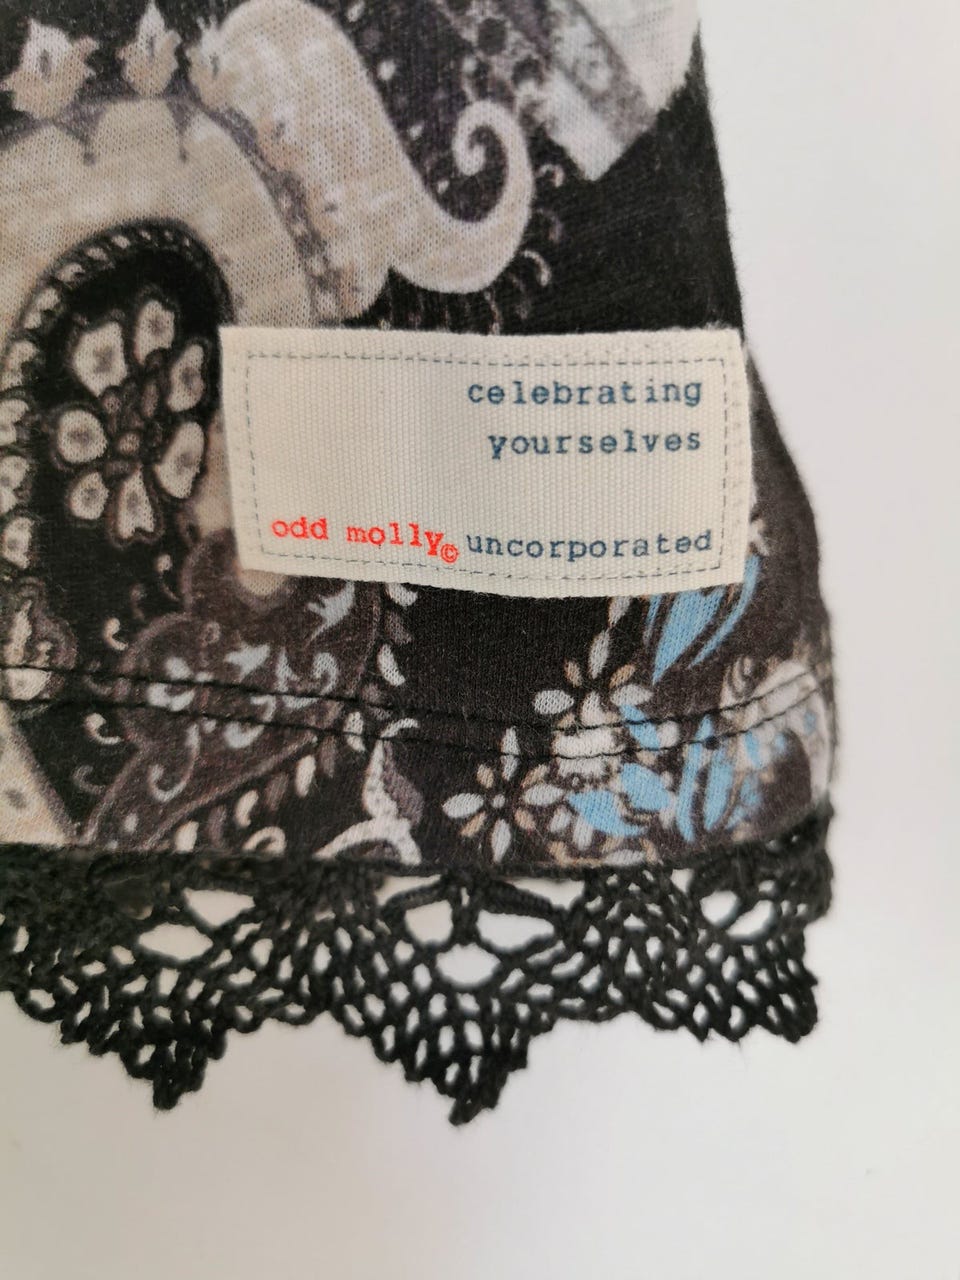 celebrating
yourselves
odd molly© uncorporated